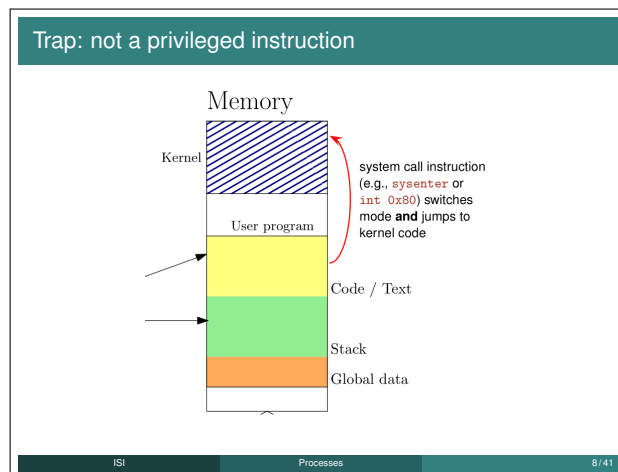 Trap: not a privileged instruction
Memory
Kernel
system call instruction
(e.g., sysenter or
int 0x80) switches
mode and jumps to
kernel code
User program
Code / Text
Stack
Global data
ISI
Processes
8/41